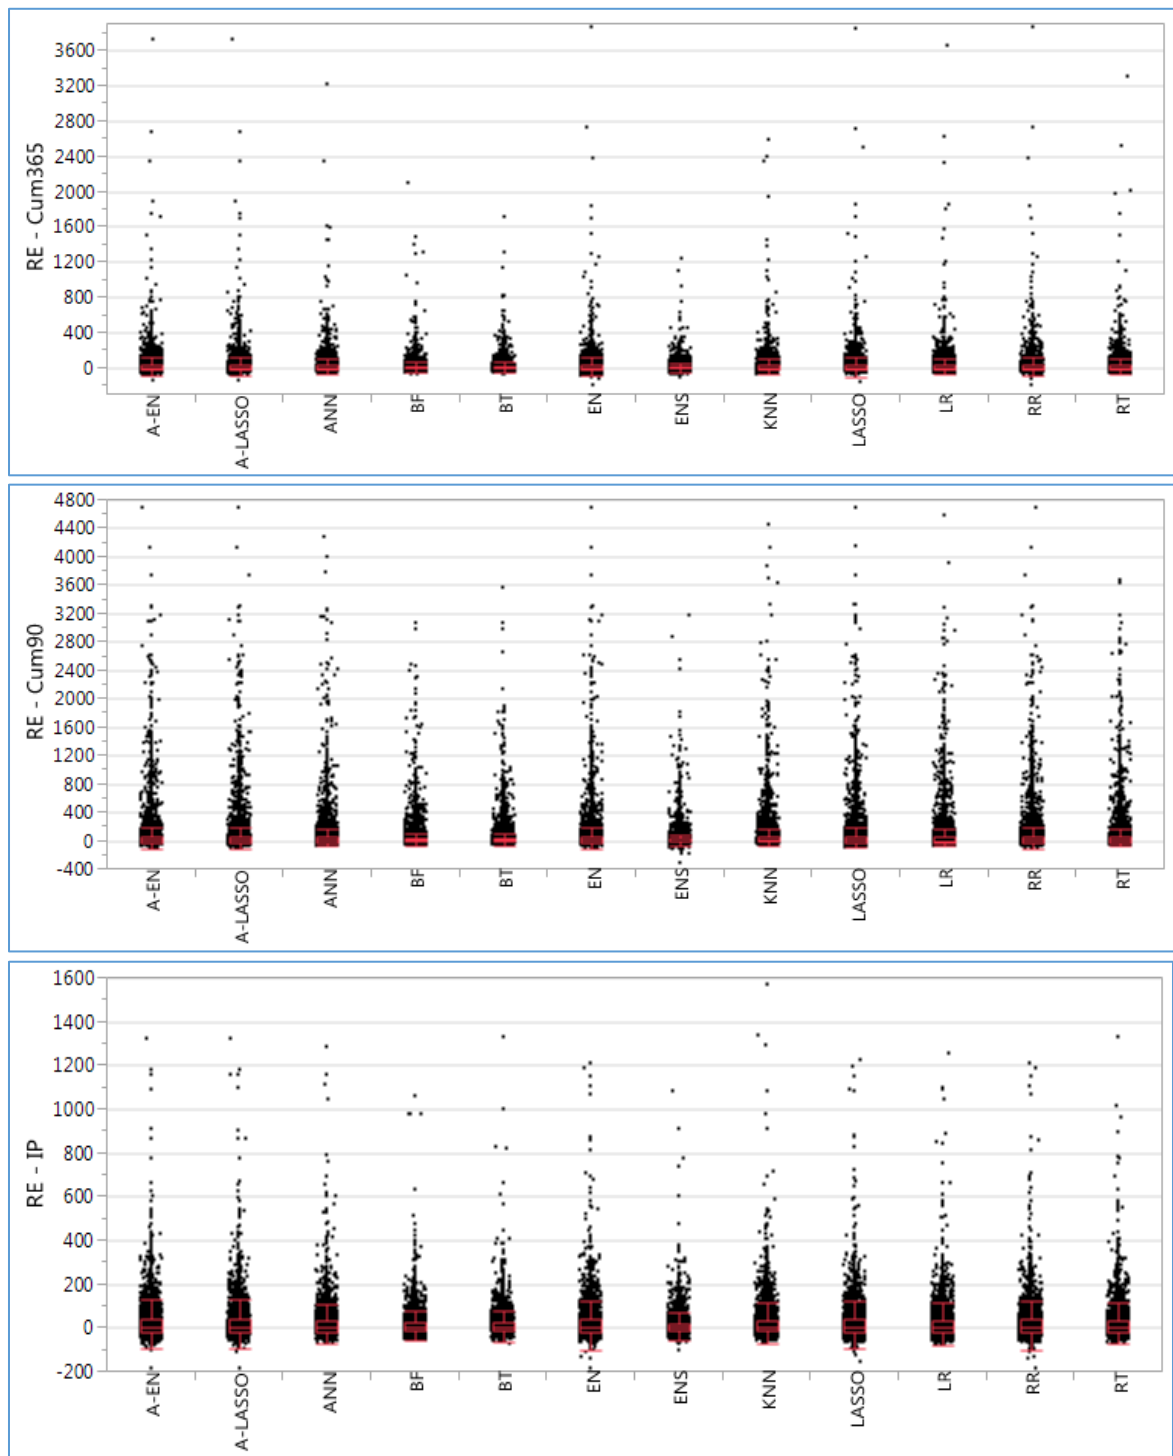 RE - Cum365
3600
3200
2800
2400
2000
1600
1200
800
400
0
A-EN
A-LASSO
ANN
BF
BT
EN
ENS
KNN
LASSO
LR
RR
RT
RE - Cum90
4800
4400
4000
3600
3200
2800
2400
2000
1600
1200
800
400
0
-400
A-EN
A-LASSO
ANN
BF
BT
EN
ENS
KNN
LASSO
LR
RR
RT
RE - IP
1600
1400
1200
1000
800
600
400
200
0
-200
A-EN
A-LASSO
ANN
BF
BT
EN
ENS
KNN
LASSO
LR
RR
RT